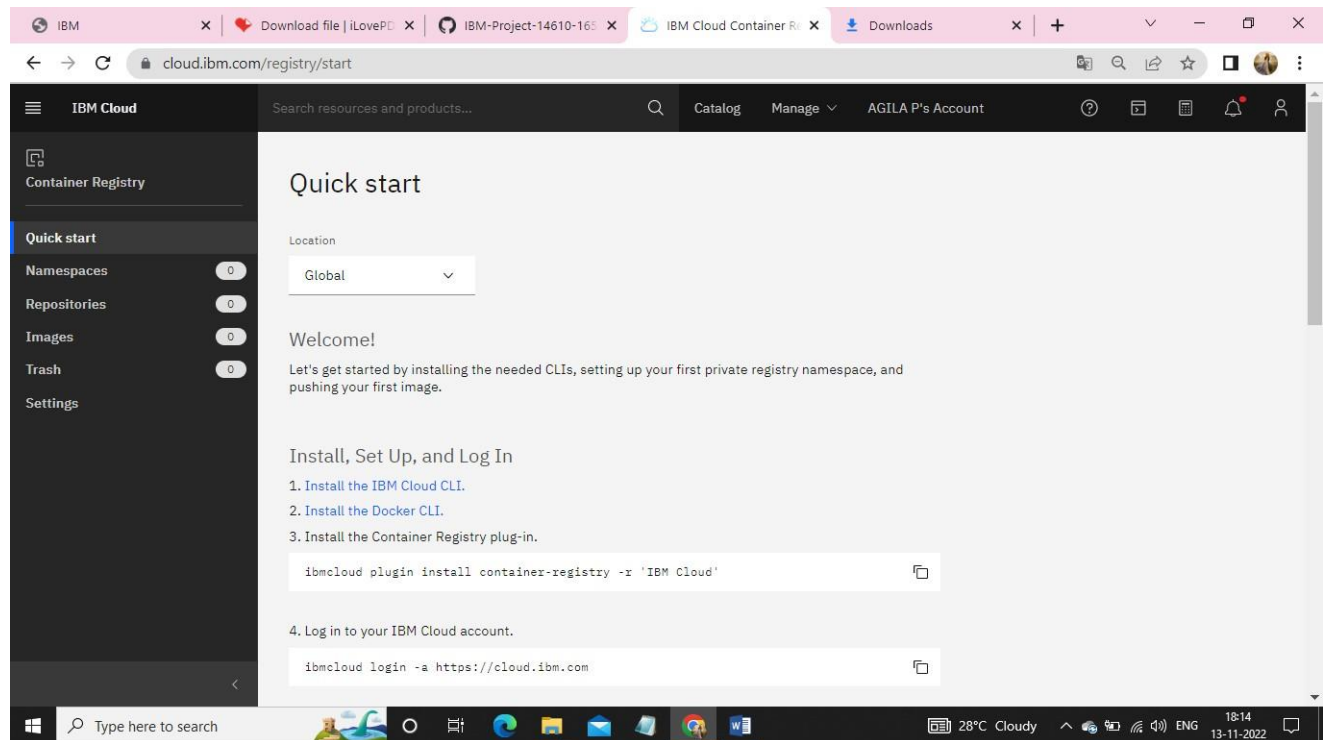 IBM
Download file | iLovePD
IBM-Project-14610-165
IBM Cloud Container Re
Downloads
cloud.ibm.com/registry/start
IBM Cloud
Search resources and products...
Catalog
Manage
AGILA P's Account
Container Registry
Quick start
Namespaces 0
Repositories 0
Images 0
Trash 0
Settings
Quick start
Location
Global
Welcome!
Let's get started by installing the needed CLIs, setting up your first private registry namespace, and
pushing your first image.
Install, Set Up, and Log In
1. Install the IBM Cloud CLI.
2. Install the Docker CLI.
3. Install the Container Registry plug-in.
ibmcloud plugin install container-registry -r 'IBM Cloud'
4. Log in to your IBM Cloud account.
ibmcloud login -a https://cloud.ibm.com
Type here to search
28°C Cloudy
ENG
18:14
13-11-2022